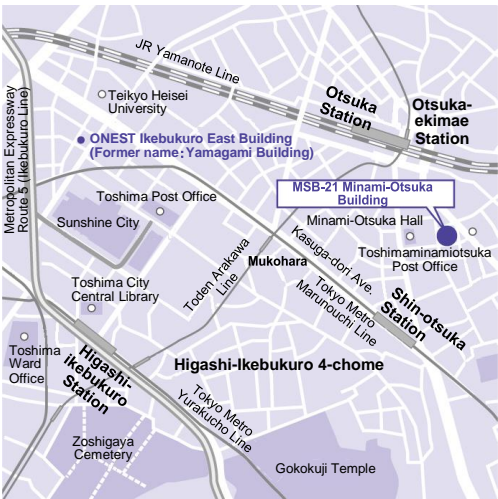 JR Yamanote Line
Metropolitan Expressway
Route 5 (Ikebukuro Line)
Teikyo Heisei
University
Otsuka
Station
Otsuka-
ekimae
Station
ONEST Ikebukuro East Building
(Former name; Yamagami Building)
MSB-21 Minami-Otsuka
Building
Toshima Post Office
Sunshine City
Minami-Otsuka Hall
Toshimaminamiotsuka
Post Office
Kasuga-dori Ave.
Mukohara
Toden Arakawa
Line
Tokyo Metro
Marunouchi Line
Shin-otsuka
Station
Toshima City
Central Library
Toshima
Ward
Office
Higashi-
ikebukuro
Station
Higashi-Ikebukuro 4-chome
Tokyo Metro
Yurakucho Line
Zoshigaya
Cemetery
Gokokuji Temple